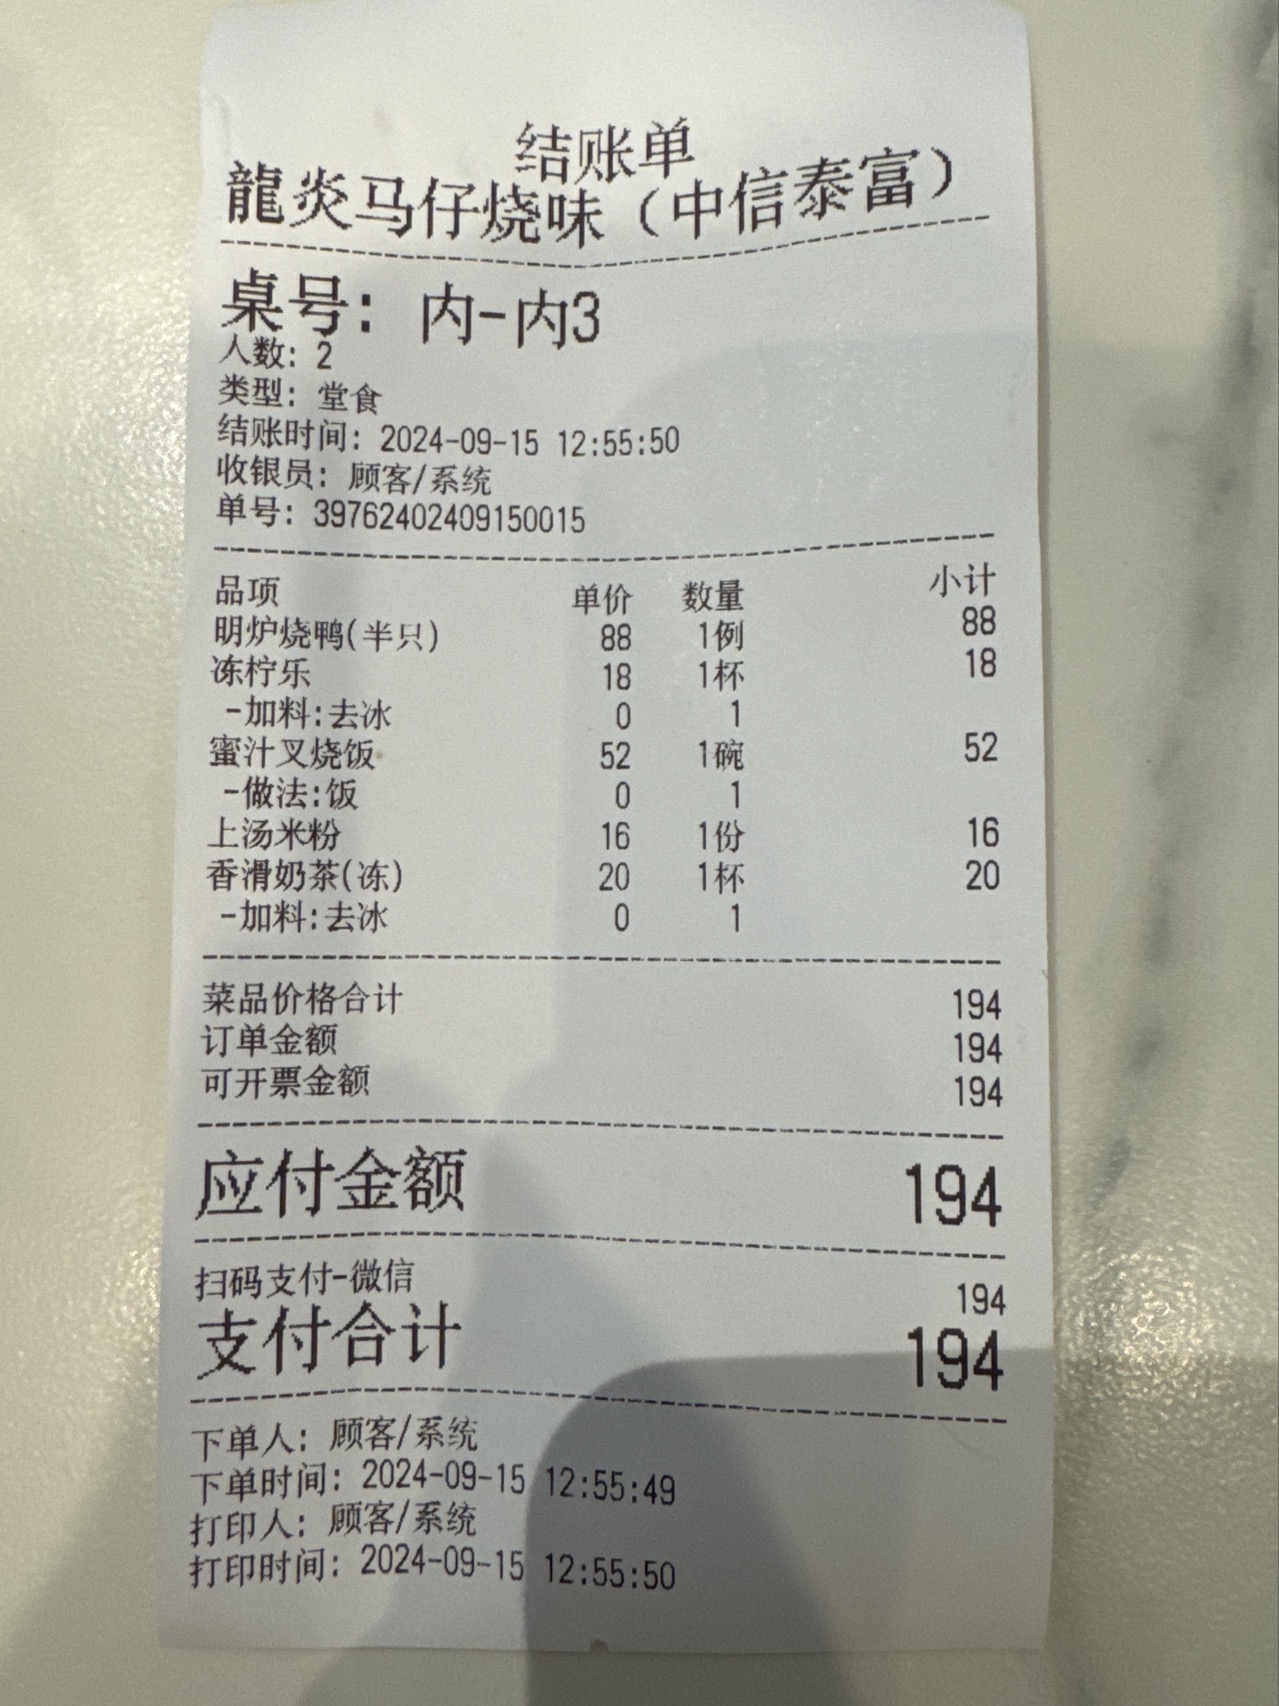 结账单
龍炎马仔烧味（中信泰富）
桌号：内-内3
人数：2
类型：堂食
结账时间：2024-09-15 12:55:50
收银员：顾客/系统
单号：39762402409150015
品项 单价 数量 小计
明炉烧鸭(半只) 88 1例 88
冻柠乐 18 1杯 18
-加料:去冰 0 1
蜜汁叉烧饭 52 1碗 52
-做法:饭 0 1
上汤米粉 16 1份 16
香滑奶茶(冻) 20 1杯 20
-加料:去冰 0 1
菜品价格合计 194
订单金额 194
可开票金额 194
应付金额 194
扫码支付-微信 194
支付合计 194
下单人：顾客/系统
下单时间：2024-09-15 12:55:49
打印人：顾客/系统
打印时间：2024-09-15 12:55:50